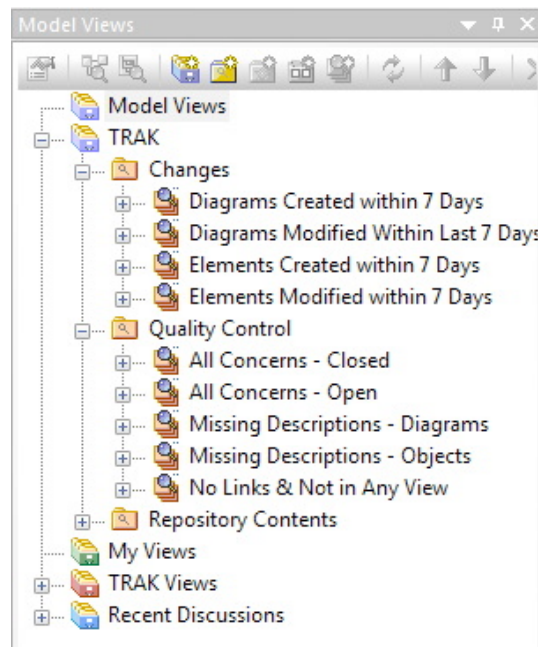 Model Views
Model Views
TRAK
Changes
Diagrams Created within 7 Days
Diagrams Modified Within Last 7 Days
Elements Created within 7 Days
Elements Modified within 7 Days
Quality Control
All Concerns - Closed
All Concerns - Open
Missing Descriptions - Diagrams
Missing Descriptions - Objects
No Links & Not in Any View
Repository Contents
My Views
TRAK Views
Recent Discussions